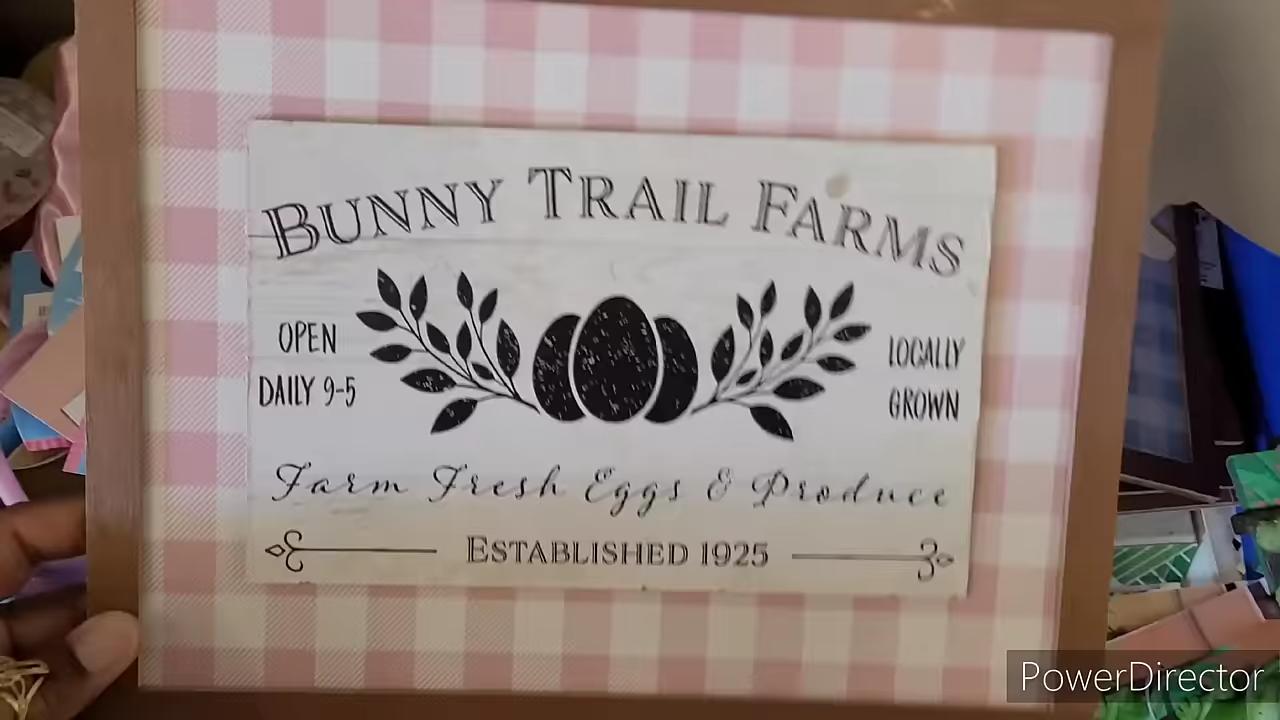 BUNNY TRAIL FARMS
OPEN
DAILY 9-5
LOCALLY
GROWN
Farm Fresh Eggs & Produce
ESTABLISHED 1925
PowerDirector